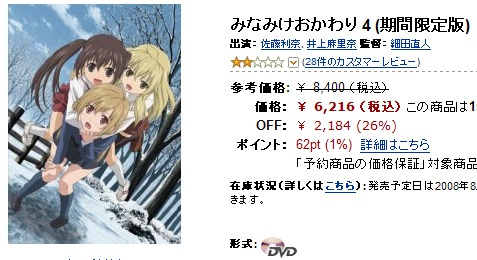 みなみけおかわり 4 (期間限定版)
出演: 佐藤利奈, 井上麻里奈 監督: 細田直人
(28件のカスタマーレビュー)
参考価格: ￥ 8,400 (税込)
価格: ￥ 6,216 (税込) この商品は1
OFF: ￥ 2,184 (26%)
ポイント: 62pt (1%) 詳細はこちら
「予約商品の価格保証」対象商品
在庫状況 (詳しくはこちら): 発売予定日は2008年8
きます。
形式: DVD